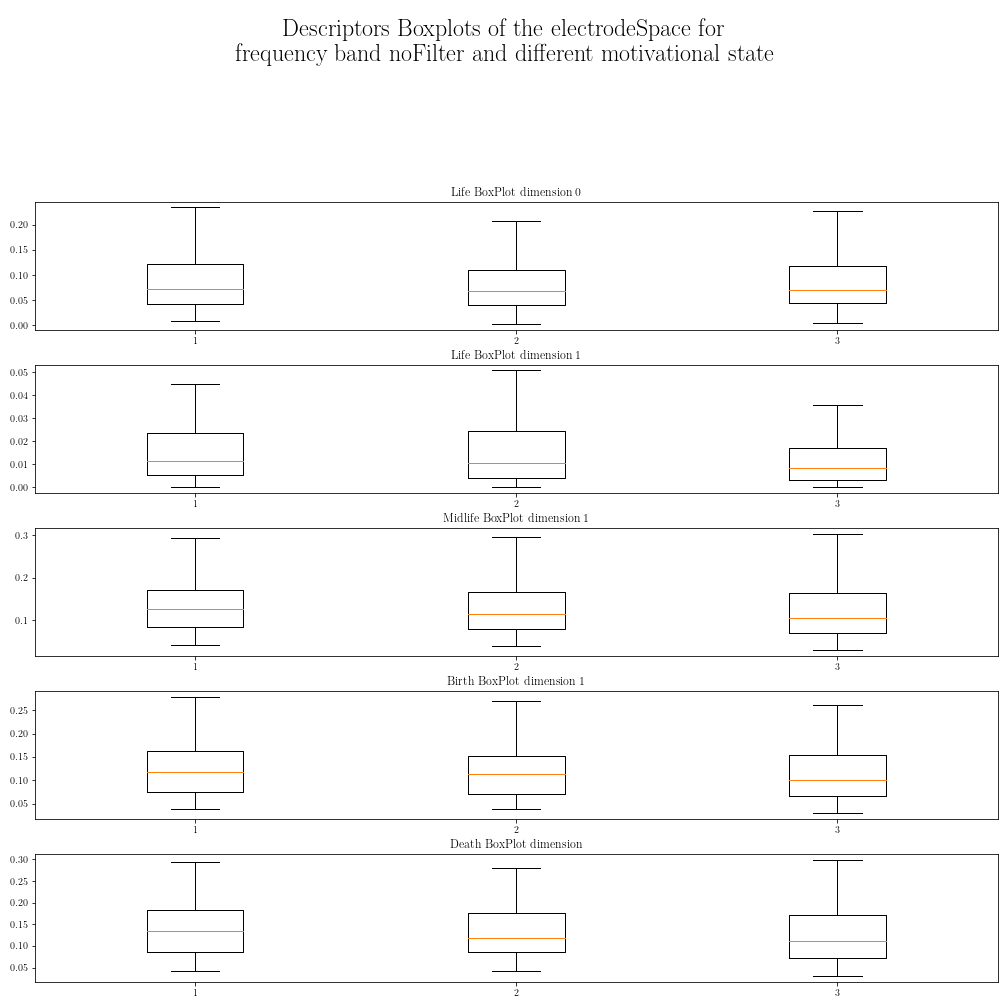 Descriptors Boxplots of the electrodeSpace for
frequency band noFilter and different motivational state
Life BoxPlot dimension 0
0.20
0.15
0.10
0.05
0.00
1 2 3
Life BoxPlot dimension 1
0.05
0.04
0.03
0.02
0.01
0.00
1 2 3
Midlife BoxPlot dimension 1
0.3
0.2
0.1
1 2 3
Birth BoxPlot dimension 1
0.25
0.20
0.15
0.10
0.05
1 2 3
Death BoxPlot dimension
0.30
0.25
0.20
0.15
0.10
0.05
1 2 3